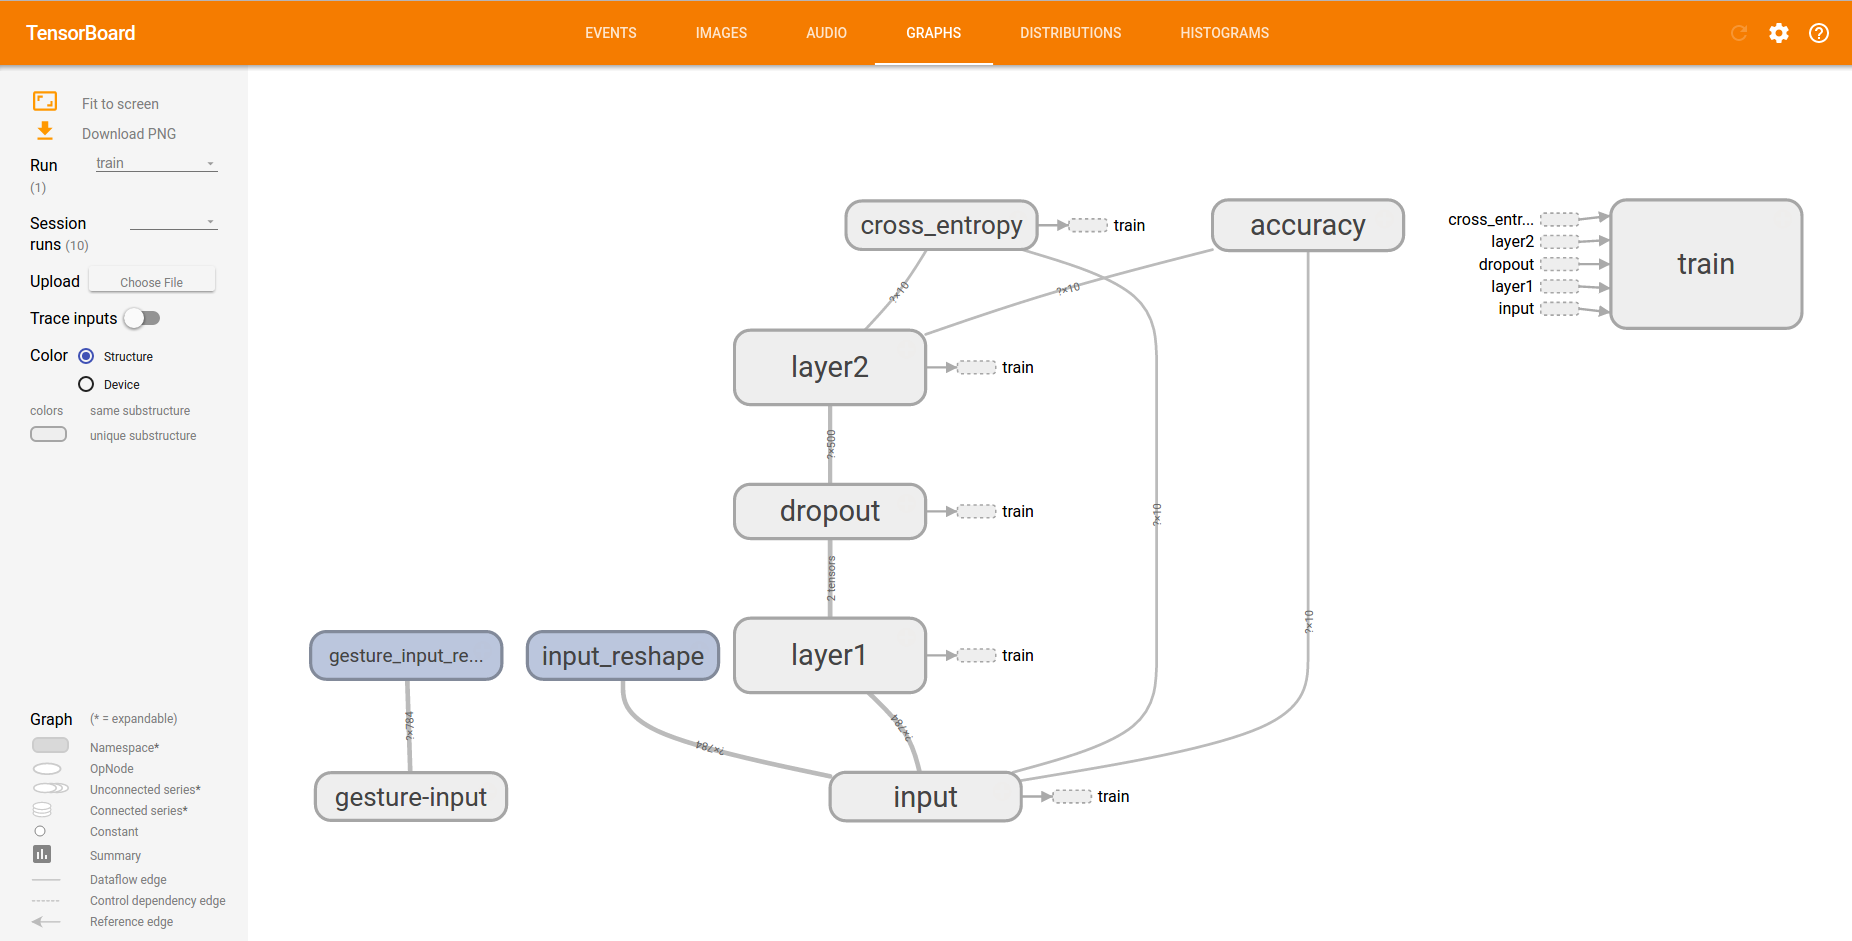 TensorBoard
EVENTS
IMAGES
AUDIO
GRAPHS
DISTRIBUTIONS
HISTOGRAMS
Fit to screen
Download PNG
Run
train
(1)
Session
runs (10)
Upload
Choose File
Trace inputs
Color
Structure
Device
colors
same substructure
unique substructure
Graph
(* = expandable)
Namespace*
OpNode
Unconnected series*
Connected series*
Constant
Summary
Dataflow edge
Control dependency edge
Reference edge
cross_entropy
train
accuracy
cross_entr...
layer2
dropout
layer1
input
train
?×10
?×10
layer2
train
?×500
dropout
train
?×10
2 tensors
?×10
gesture_input_re...
input_reshape
layer1
train
?×784
?×784
?×784
gesture-input
input
train